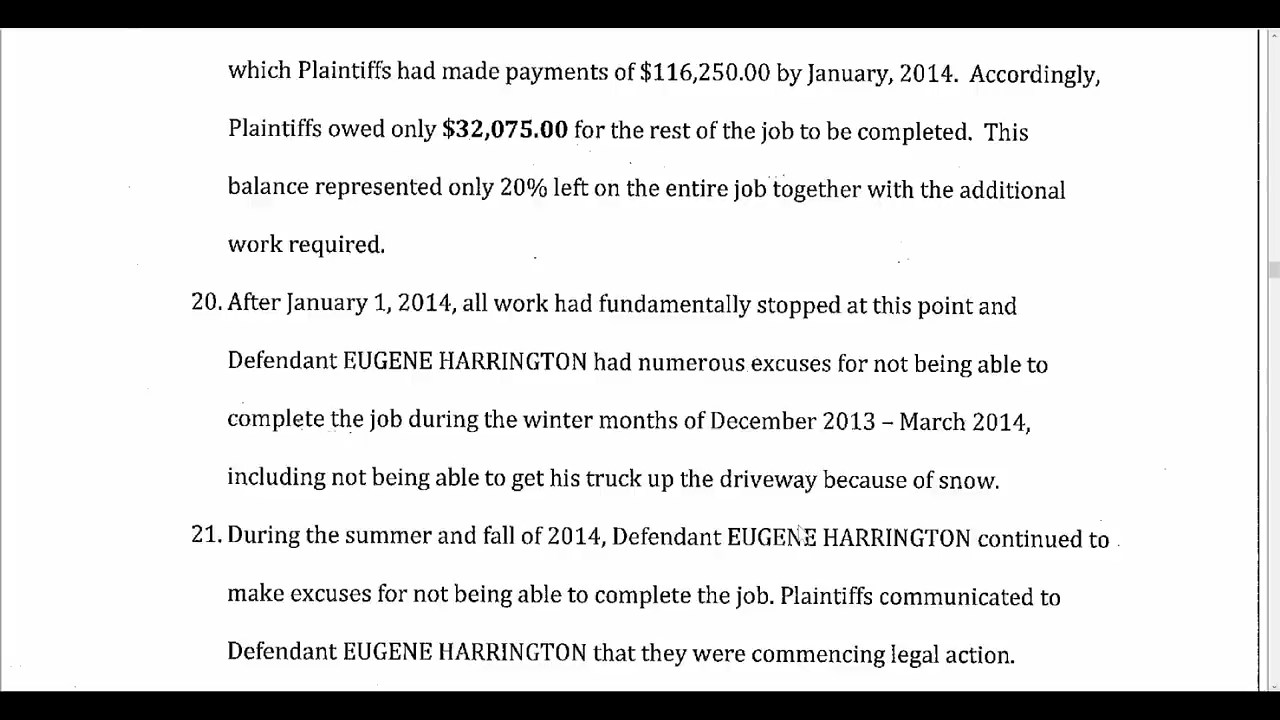 which Plaintiffs had made payments of $116,250.00 by January, 2014. Accordingly,
Plaintiffs owed only $32,075.00 for the rest of the job to be completed. This
balance represented only 20% left on the entire job together with the additional
work required.
20. After January 1, 2014, all work had fundamentally stopped at this point and
Defendant EUGENE HARRINGTON had numerous excuses for not being able to
complete the job during the winter months of December 2013 – March 2014,
including not being able to get his truck up the driveway because of snow.
21. During the summer and fall of 2014, Defendant EUGENE HARRINGTON continued to
make excuses for not being able to complete the job. Plaintiffs communicated to
Defendant EUGENE HARRINGTON that they were commencing legal action.